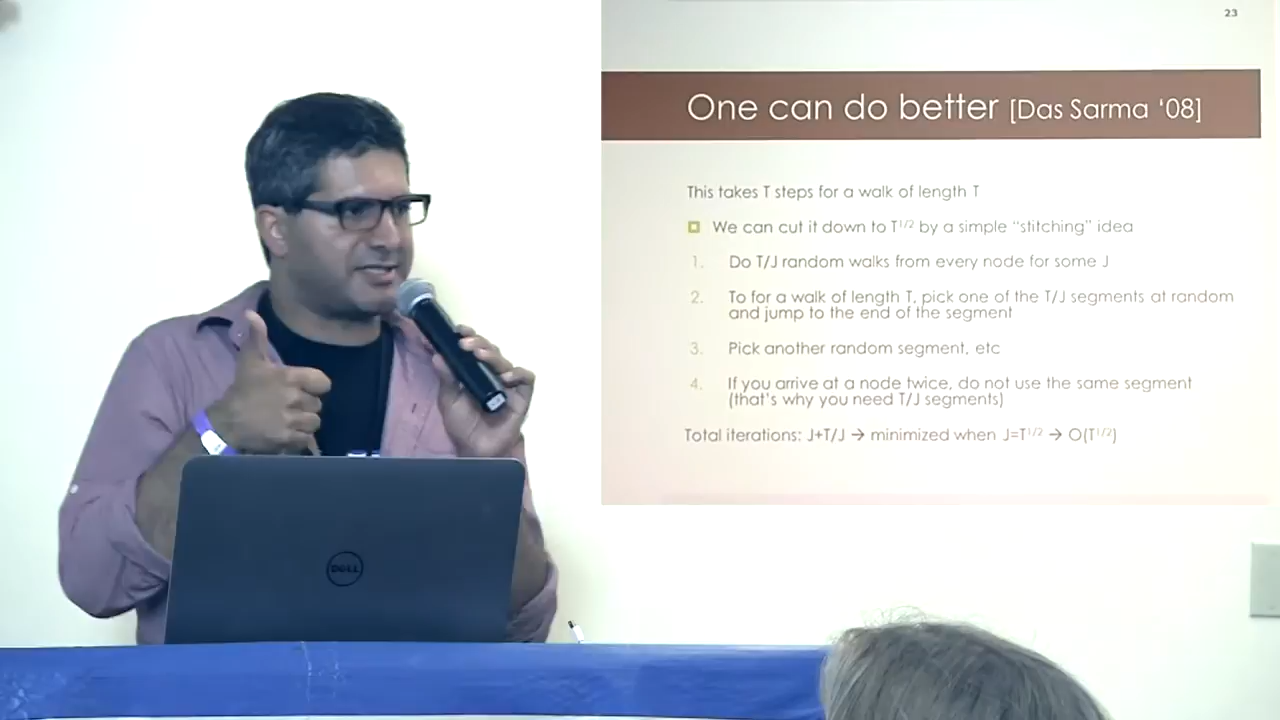 23
One can do better [Das Sarma ‘08]
This takes T steps for a walk of length T
We can cut it down to T^1/2 by a simple “stitching” idea
1. Do T/J random walks from every node for some J
2. To for a walk of length T, pick one of the T/J segments at random
and jump to the end of the segment
3. Pick another random segment, etc
4. If you arrive at a node twice, do not use the same segment
(that’s why you need T/J segments)
Total iterations: J+T/J → minimized when J=T^1/2 → O(T^1/2)
DELL